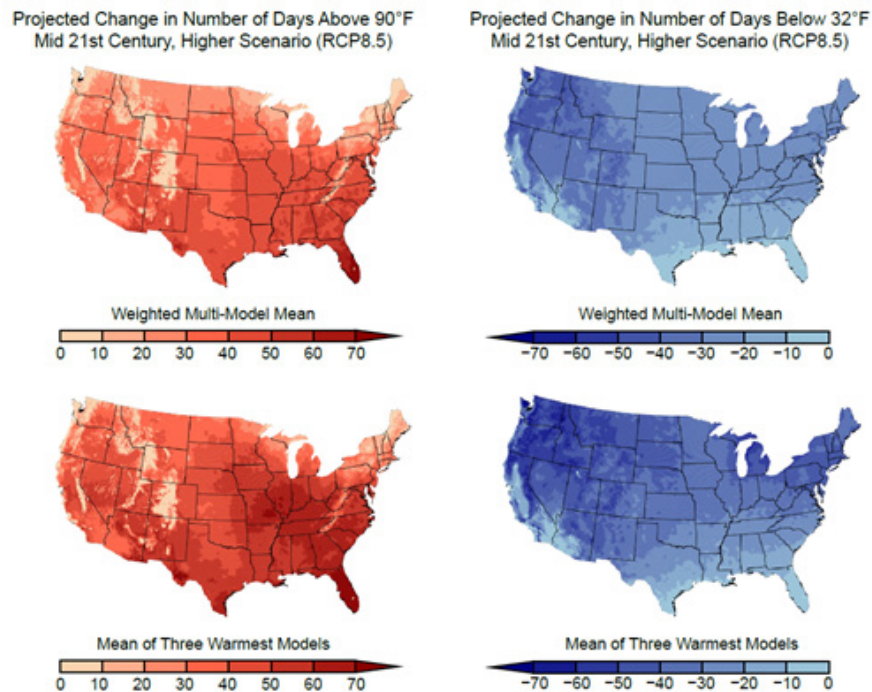 Projected Change in Number of Days Above 90°F
Mid 21st Century, Higher Scenario (RCP8.5)
Projected Change in Number of Days Below 32°F
Mid 21st Century, Higher Scenario (RCP8.5)
Weighted Multi-Model Mean
0 10 20 30 40 50 60 70
Weighted Multi-Model Mean
−70 −60 −50 −40 −30 −20 −10 0
Mean of Three Warmest Models
0 10 20 30 40 50 60 70
Mean of Three Warmest Models
−70 −60 −50 −40 −30 −20 −10 0